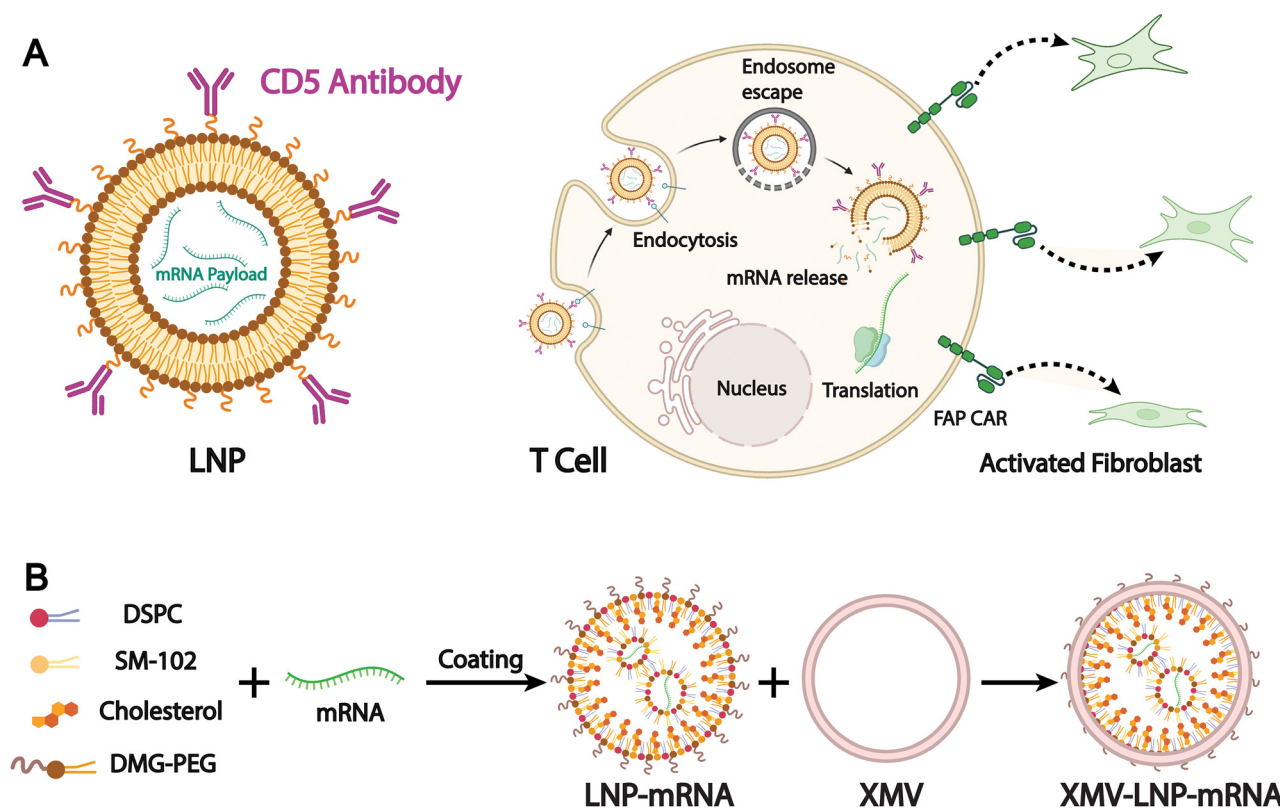 A
CD5 Antibody
mRNA Payload
LNP
Endosome
escape
Endocytosis
mRNA release
Nucleus
Translation
FAP CAR
T Cell
Activated Fibroblast
B
DSPC
SM-102
Cholesterol
DMG-PEG
mRNA
Coating
LNP-mRNA
XMV
XMV-LNP-mRNA